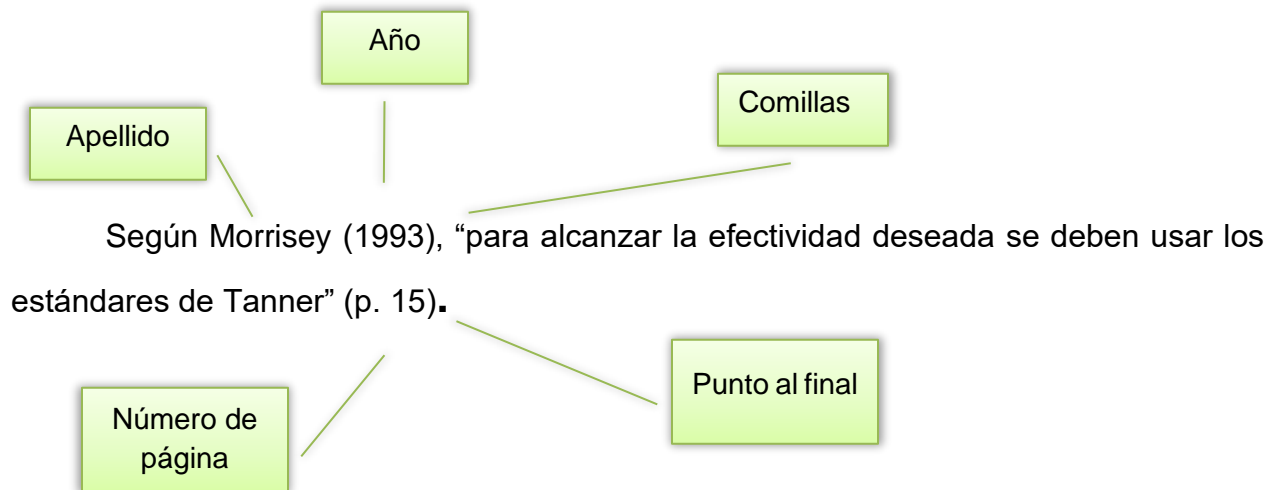 Año
Comillas
Apellido
Según Morrisey (1993), “para alcanzar la efectividad deseada se deben usar los
estándares de Tanner” (p. 15).
Punto al final
Número de
página